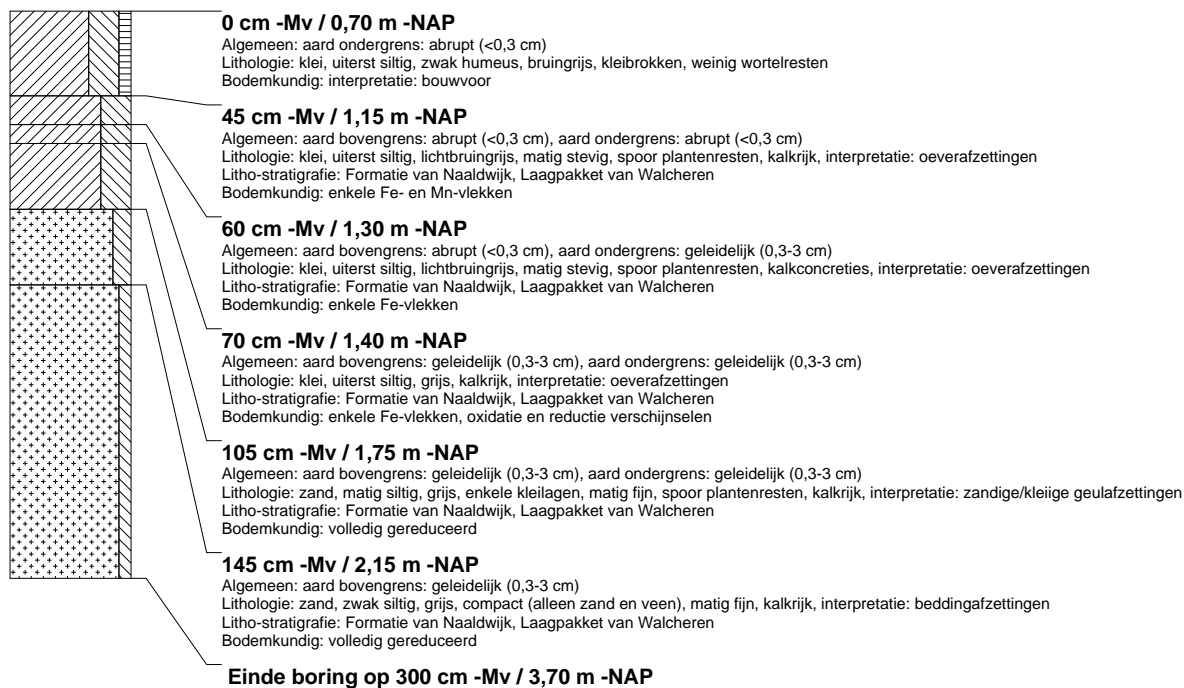 0 cm -Mv / 0,70 m -NAP
Algemeen: aard ondergrens: abrupt (<0,3 cm)
Lithologie: klei, uiterst siltig, zwak humeus, bruingrijs, kleibrokken, weinig wortelresten
Bodemkundig: interpretatie: bouwvoor
45 cm -Mv / 1,15 m -NAP
Algemeen: aard bovengrens: abrupt (<0,3 cm), aard ondergrens: abrupt (<0,3 cm)
Lithologie: klei, uiterst siltig, lichtbruingrijs, matig stevig, spoor plantenresten, kalkrijk, interpretatie: oeverafzettingen
Litho-stratigrafie: Formatie van Naaldwijk, Laagpakket van Walcheren
Bodemkundig: enkele Fe- en Mn-vlekken
60 cm -Mv / 1,30 m -NAP
Algemeen: aard bovengrens: abrupt (<0,3 cm), aard ondergrens: geleidelijk (0,3-3 cm)
Lithologie: klei, uiterst siltig, lichtbruingrijs, matig stevig, spoor plantenresten, kalkconcreties, interpretatie: oeverafzettingen
Litho-stratigrafie: Formatie van Naaldwijk, Laagpakket van Walcheren
Bodemkundig: enkele Fe-vlekken
70 cm -Mv / 1,40 m -NAP
Algemeen: aard bovengrens: geleidelijk (0,3-3 cm), aard ondergrens: geleidelijk (0,3-3 cm)
Lithologie: klei, uiterst siltig, grijs, kalkrijk, interpretatie: oeverafzettingen
Litho-stratigrafie: Formatie van Naaldwijk, Laagpakket van Walcheren
Bodemkundig: enkele Fe-vlekken, oxidatie en reductie verschijnselen
105 cm -Mv / 1,75 m -NAP
Algemeen: aard bovengrens: geleidelijk (0,3-3 cm), aard ondergrens: geleidelijk (0,3-3 cm)
Lithologie: zand, matig siltig, grijs, enkele kleilagen, matig fijn, spoor plantenresten, kalkrijk, interpretatie: zandige/kleiige geulafzettingen
Litho-stratigrafie: Formatie van Naaldwijk, Laagpakket van Walcheren
Bodemkundig: volledig gereduceerd
145 cm -Mv / 2,15 m -NAP
Algemeen: aard bovengrens: geleidelijk (0,3-3 cm)
Lithologie: zand, zwak siltig, grijs, compact (alleen zand en veen), matig fijn, kalkrijk, interpretatie: beddingafzettingen
Litho-stratigrafie: Formatie van Naaldwijk, Laagpakket van Walcheren
Bodemkundig: volledig gereduceerd
Einde boring op 300 cm -Mv / 3,70 m -NAP